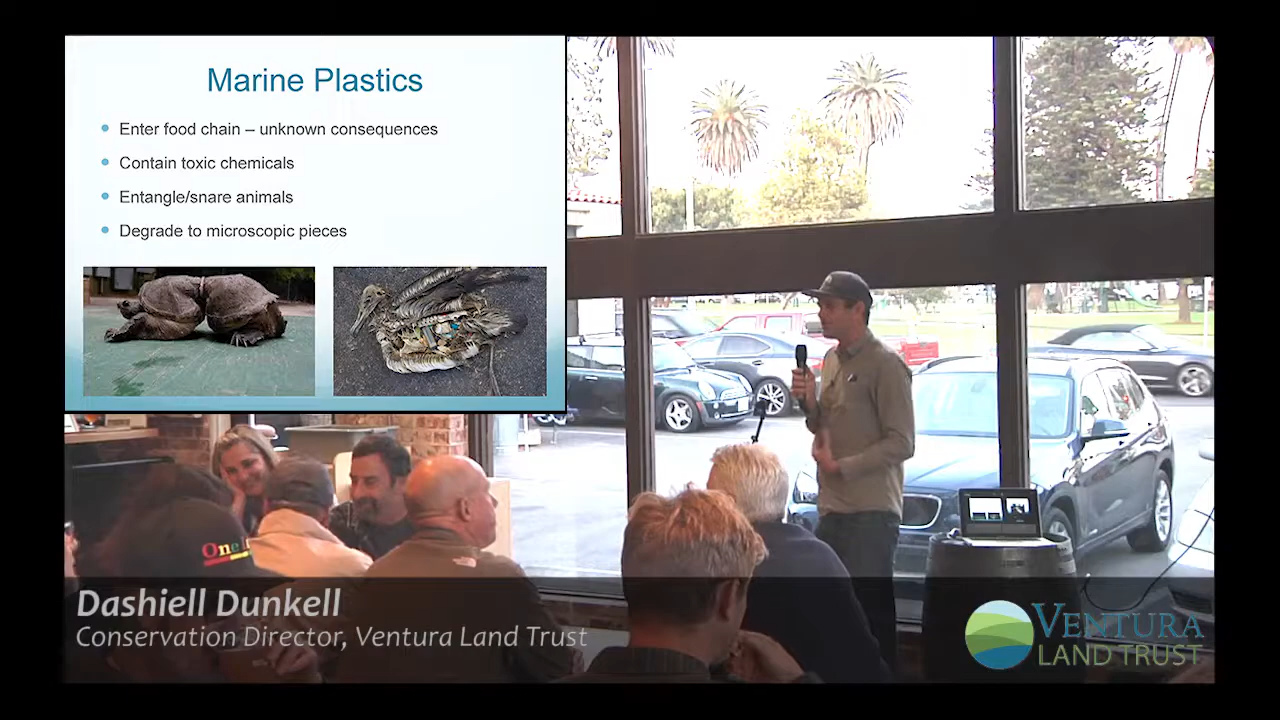 Marine Plastics
Enter food chain – unknown consequences
Contain toxic chemicals
Entangle/snare animals
Degrade to microscopic pieces
One
Dashiell Dunkell
Conservation Director, Ventura Land Trust
VENTURA
LAND TRUST